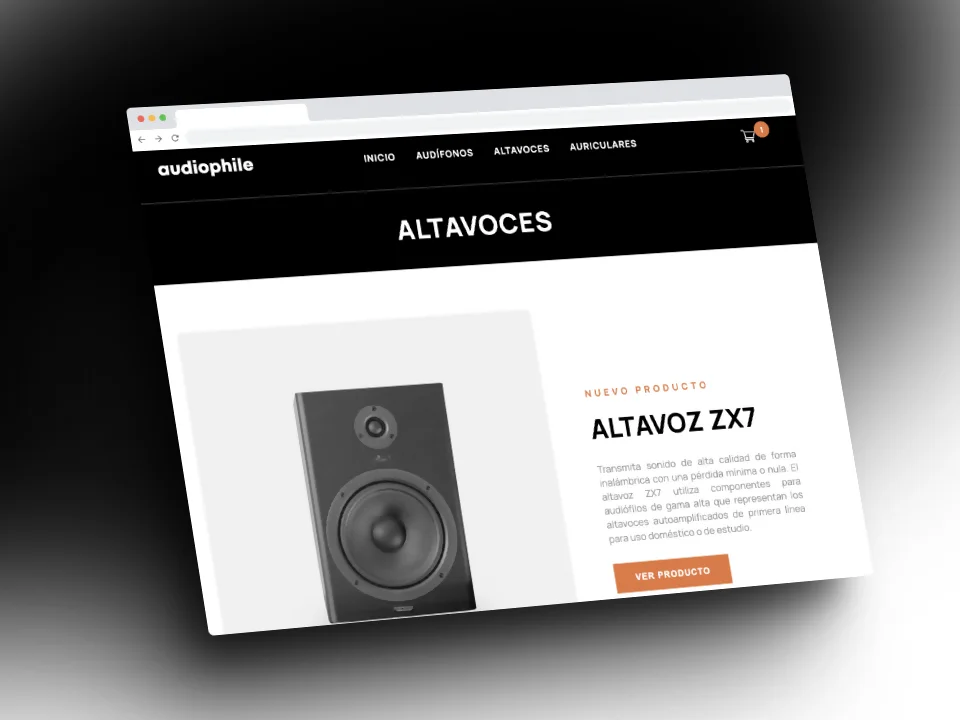 audiophile
INICIO AUDÍFONOS ALTAVOCES AURICULARES
1
ALTAVOCES
NUEVO PRODUCTO
ALTAVOZ ZX7
Transmita sonido de alta calidad de forma
inalámbrica con una pérdida mínima o nula. El
altavoz ZX7 utiliza componentes para
audiófilos de gama alta que representan los
altavoces autoamplificados de primera línea
para uso doméstico o de estudio.
VER PRODUCTO